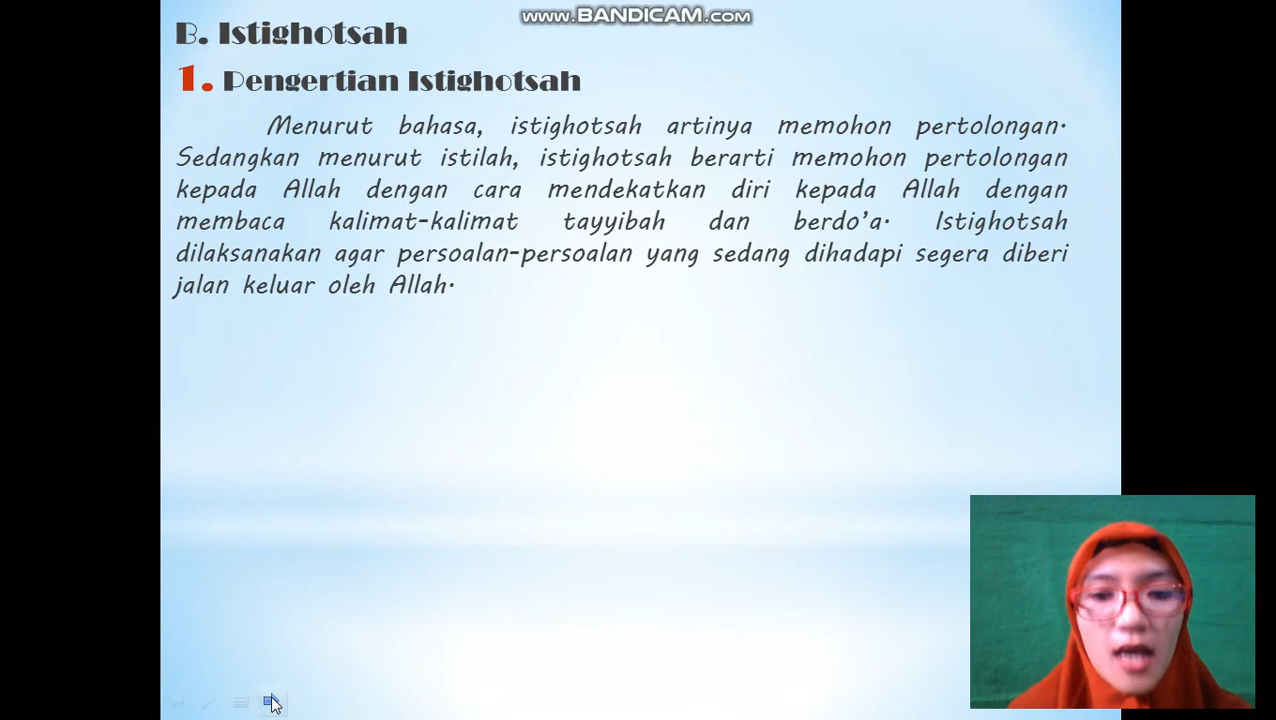 www.BANDICAM.com
B. Istighotsah
1. Pengertian Istighotsah
Menurut bahasa, istighotsah artinya memohon pertolongan.
Sedangkan menurut istilah, istighotsah berarti memohon pertolongan
kepada Allah dengan cara mendekatkan diri kepada Allah dengan
membaca kalimat-kalimat tayyibah dan berdo'a. Istighotsah
dilaksanakan agar persoalan-persoalan yang sedang dihadapi segera diberi
jalan keluar oleh Allah.